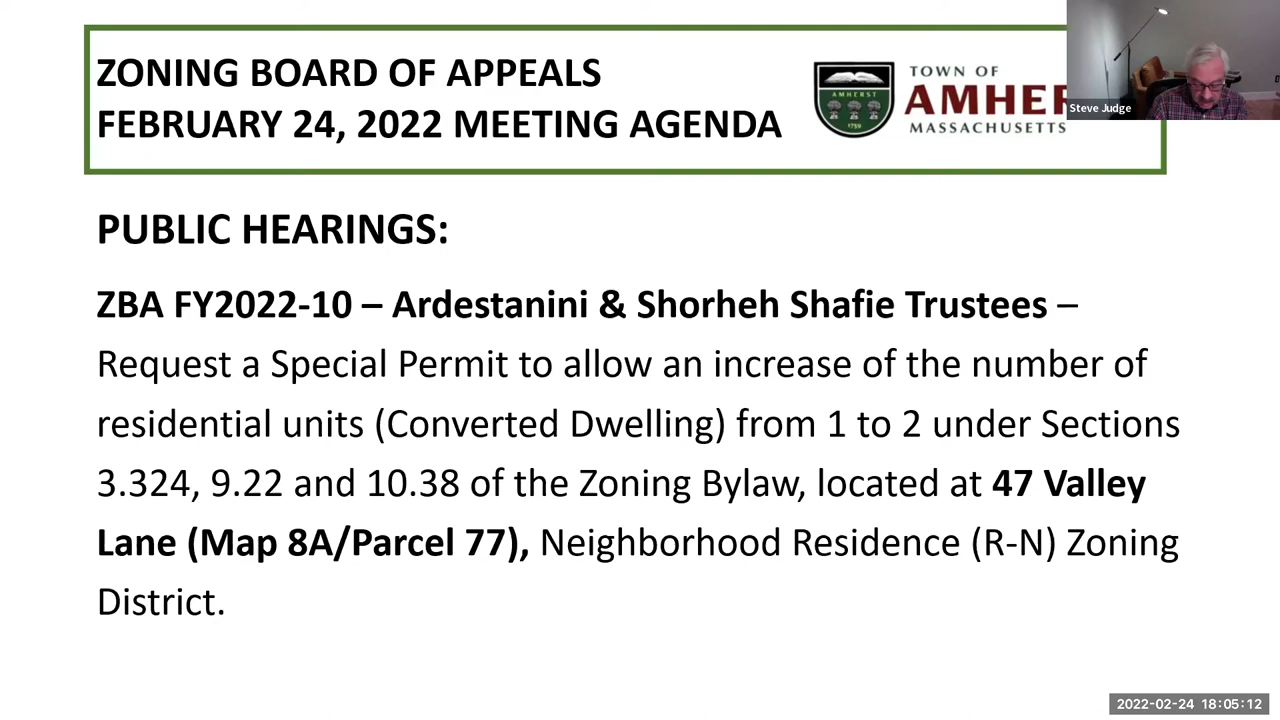 ZONING BOARD OF APPEALS
FEBRUARY 24, 2022 MEETING AGENDA
AMHERST
1759
TOWN OF
AMHER
MASSACHUSETTS
Steve Judge
PUBLIC HEARINGS:
ZBA FY2022-10 – Ardestanini & Shorheh Shafie Trustees –
Request a Special Permit to allow an increase of the number of
residential units (Converted Dwelling) from 1 to 2 under Sections
3.324, 9.22 and 10.38 of the Zoning Bylaw, located at 47 Valley
Lane (Map 8A/Parcel 77), Neighborhood Residence (R-N) Zoning
District.
2022-02-24 18:05:12